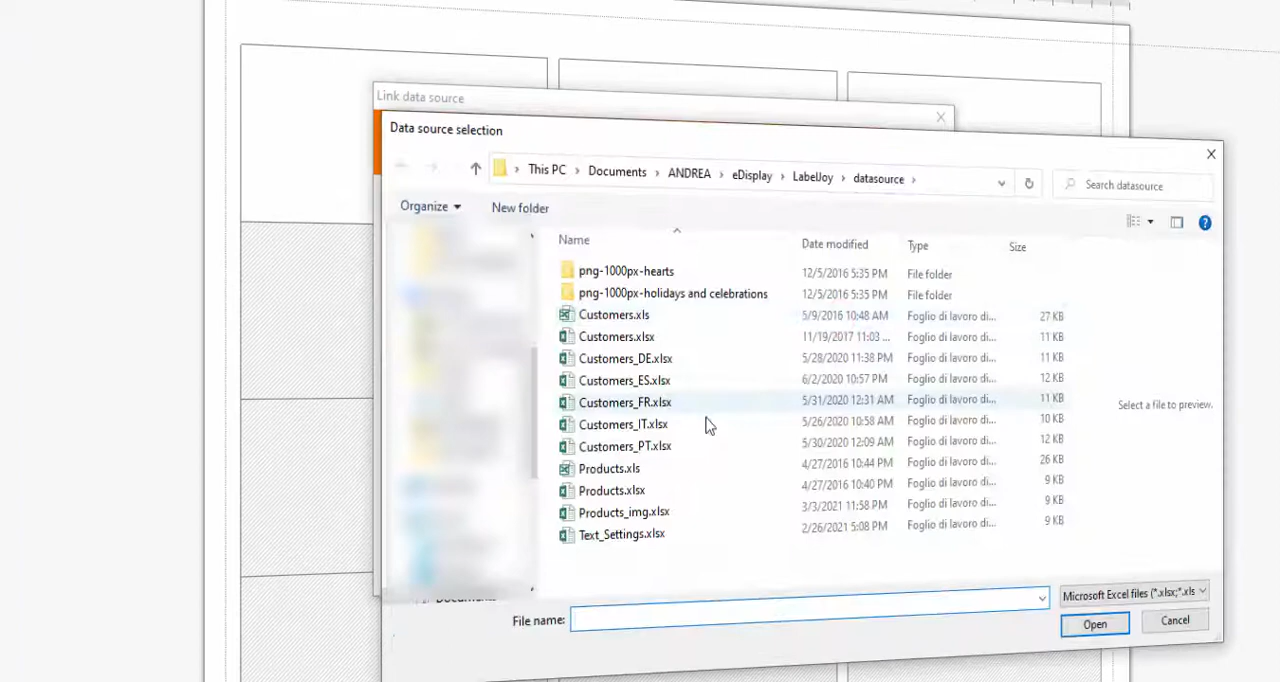 Link data source
Data source selection
This PC > Documents > ANDREA > eDisplay > LabelJoy > datasource >
Search datasource
Organize
New folder
Name Date modified Type Size
png-1000px-hearts 12/5/2016 5:35 PM File folder
png-1000px-holidays and celebrations 12/5/2016 5:35 PM File folder
Customers.xls 5/9/2016 10:48 AM Foglio di lavoro di... 27 KB
Customers.xlsx 11/19/2017 11:03 ... Foglio di lavoro di... 11 KB
Customers_DE.xlsx 5/28/2020 11:38 PM Foglio di lavoro di... 11 KB
Customers_ES.xlsx 6/2/2020 10:57 PM Foglio di lavoro di... 12 KB
Customers_FR.xlsx 5/31/2020 12:31 AM Foglio di lavoro di... 11 KB
Customers_IT.xlsx 5/26/2020 10:58 AM Foglio di lavoro di... 10 KB
Customers_PT.xlsx 5/30/2020 12:09 AM Foglio di lavoro di... 12 KB
Products.xls 4/27/2016 10:44 PM Foglio di lavoro di... 26 KB
Products.xlsx 4/27/2016 10:40 PM Foglio di lavoro di... 9 KB
Products_img.xlsx 3/3/2021 11:58 PM Foglio di lavoro di... 9 KB
Text_Settings.xlsx 2/26/2021 5:08 PM Foglio di lavoro di... 9 KB
Select a file to preview.
File name:
Microsoft Excel files (*.xlsx;*.xls
Open
Cancel